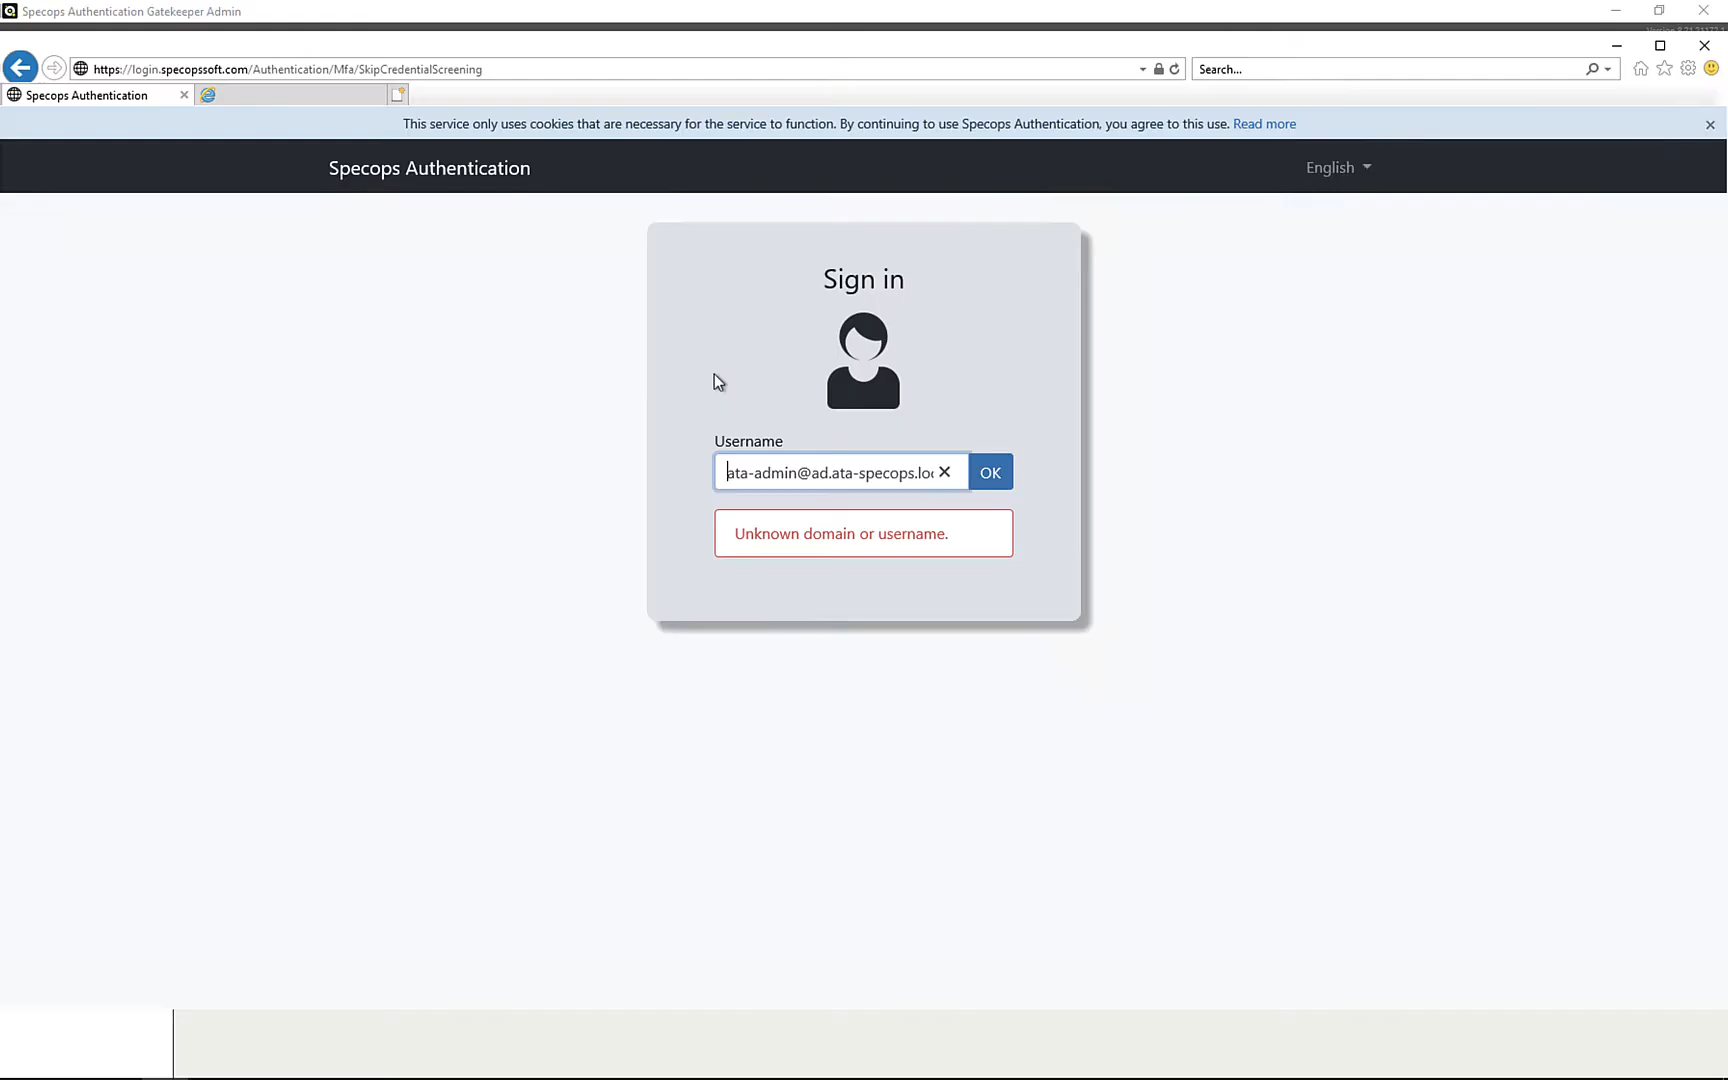 Specops Authentication Gatekeeper Admin
https://login.specopssoft.com/Authentication/Mfa/SkipCredentialScreening
Search...
Specops Authentication
This service only uses cookies that are necessary for the service to function. By continuing to use Specops Authentication, you agree to this use. Read more
Specops Authentication
English
Sign in
Username
ata-admin@ad.ata-specops.loc
OK
Unknown domain or username.